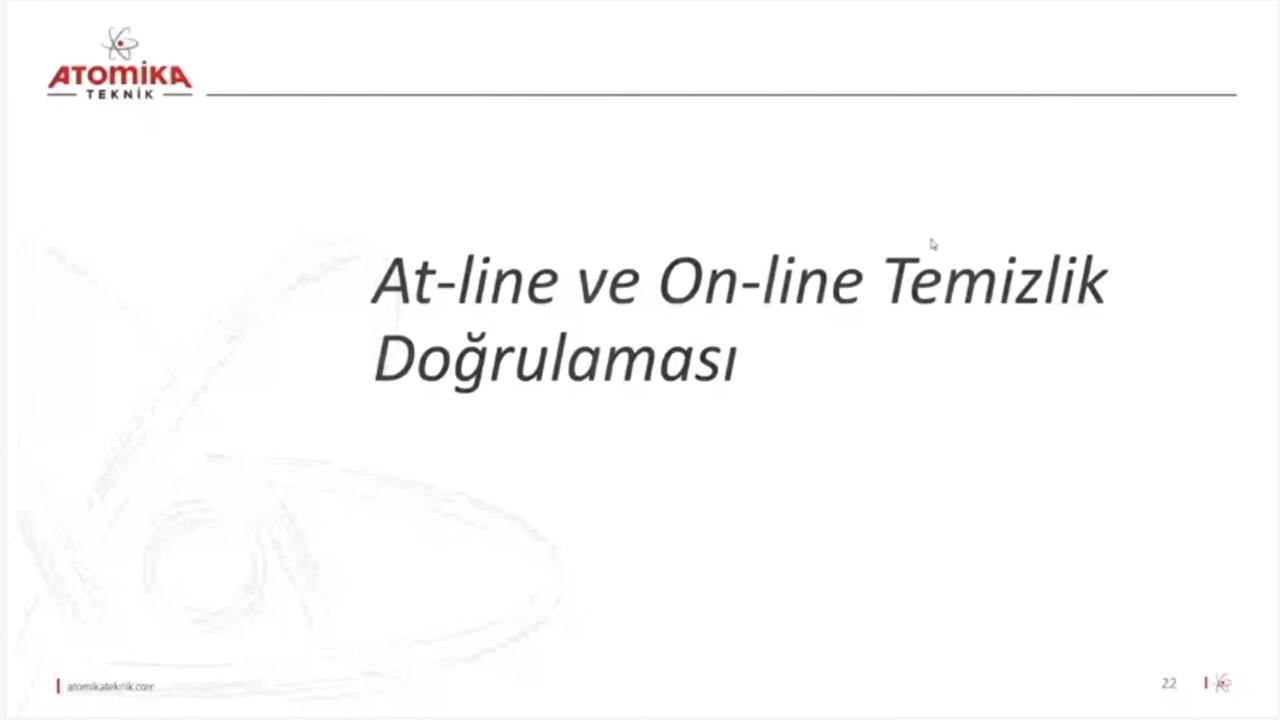 ATOMİKA
TEKNİK
At-line ve On-line Temizlik
Doğrulaması
atomikateknik.com
22